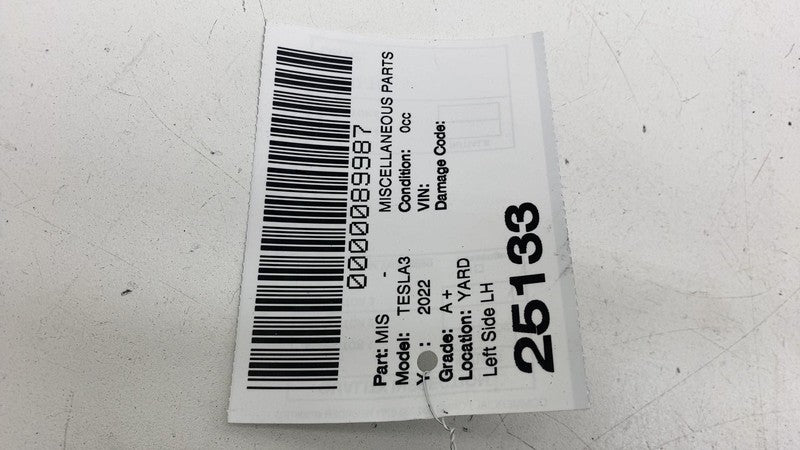 0000089987
Part: MIS - MISCELLANEOUS PARTS
Model: TESLA3 Condition: 0cc
Y : 2022 VIN:
Grade: A+ Damage Code:
Location: YARD
Left Side LH
25133